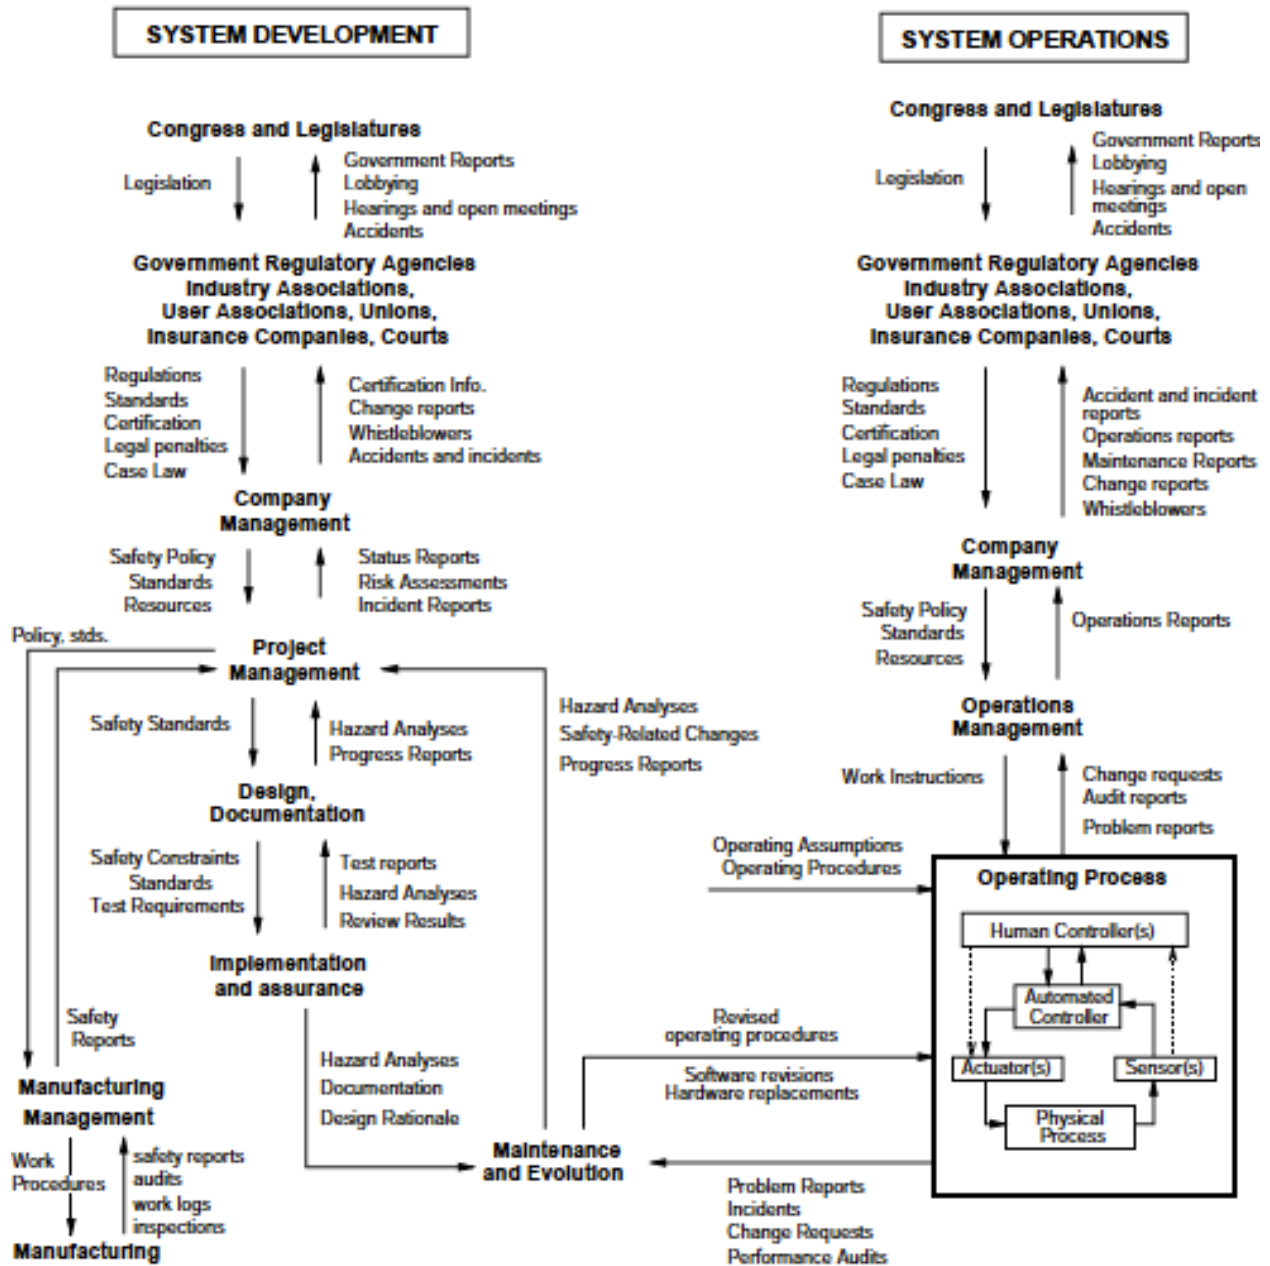 SYSTEM DEVELOPMENT
Congress and Legislatures
Legislation
Government Reports
Lobbying
Hearings and open meetings
Accidents
Government Regulatory Agencies
Industry Associations,
User Associations, Unions,
Insurance Companies, Courts
Regulations
Standards
Certification
Legal penalties
Case Law
Certification Info.
Change reports
Whistleblowers
Accidents and incidents
Company
Management
Safety Policy
Standards
Resources
Status Reports
Risk Assessments
Incident Reports
Policy, stds.
Project
Management
Safety Standards
Hazard Analyses
Progress Reports
Hazard Analyses
Safety-Related Changes
Progress Reports
Design,
Documentation
Safety Constraints
Standards
Test Requirements
Test reports
Hazard Analyses
Review Results
Implementation
and assurance
Safety
Reports
Hazard Analyses
Documentation
Design Rationale
Manufacturing
Management
Work
Procedures
safety reports
audits
work logs
inspections
Manufacturing
Maintenance
and Evolution
SYSTEM OPERATIONS
Congress and Legislatures
Legislation
Government Reports
Lobbying
Hearings and open
meetings
Accidents
Government Regulatory Agencies
Industry Associations,
User Associations, Unions,
Insurance Companies, Courts
Regulations
Standards
Certification
Legal penalties
Case Law
Accident and incident
reports
Operations reports
Maintenance Reports
Change reports
Whistleblowers
Company
Management
Safety Policy
Standards
Resources
Operations Reports
Operations
Management
Work Instructions
Change requests
Audit reports
Problem reports
Operating Assumptions
Operating Procedures
Operating Process
Human Controller(s)
Automated
Controller
Actuator(s)
Sensor(s)
Physical
Process
Revised
operating procedures
Software revisions
Hardware replacements
Problem Reports
Incidents
Change Requests
Performance Audits